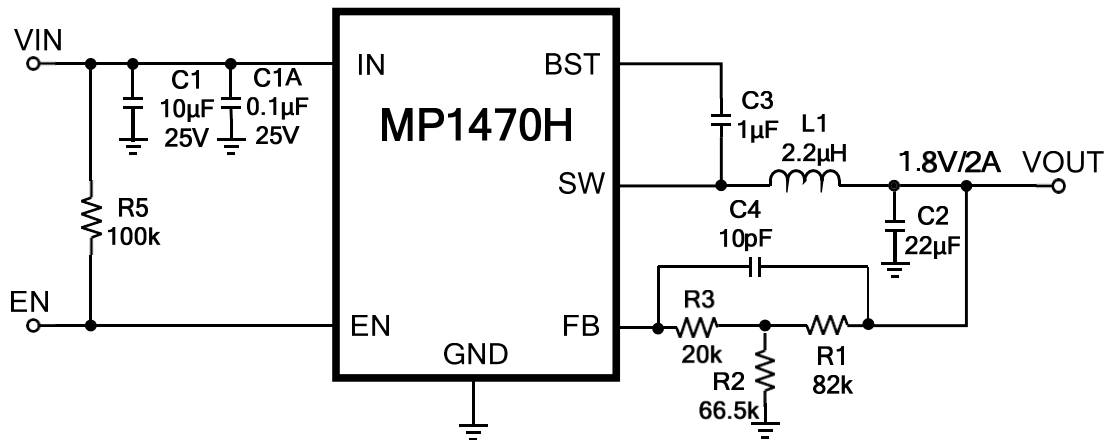 VIN
C1
10μF
25V
C1A
0.1μF
25V
IN
BST
MP1470H
C3
1μF
L1
2.2μH
1.8V/2A
VOUT
SW
R5
100k
C4
10pF
C2
22μF
EN
EN
FB
R3
20k
R1
82k
GND
R2
66.5k